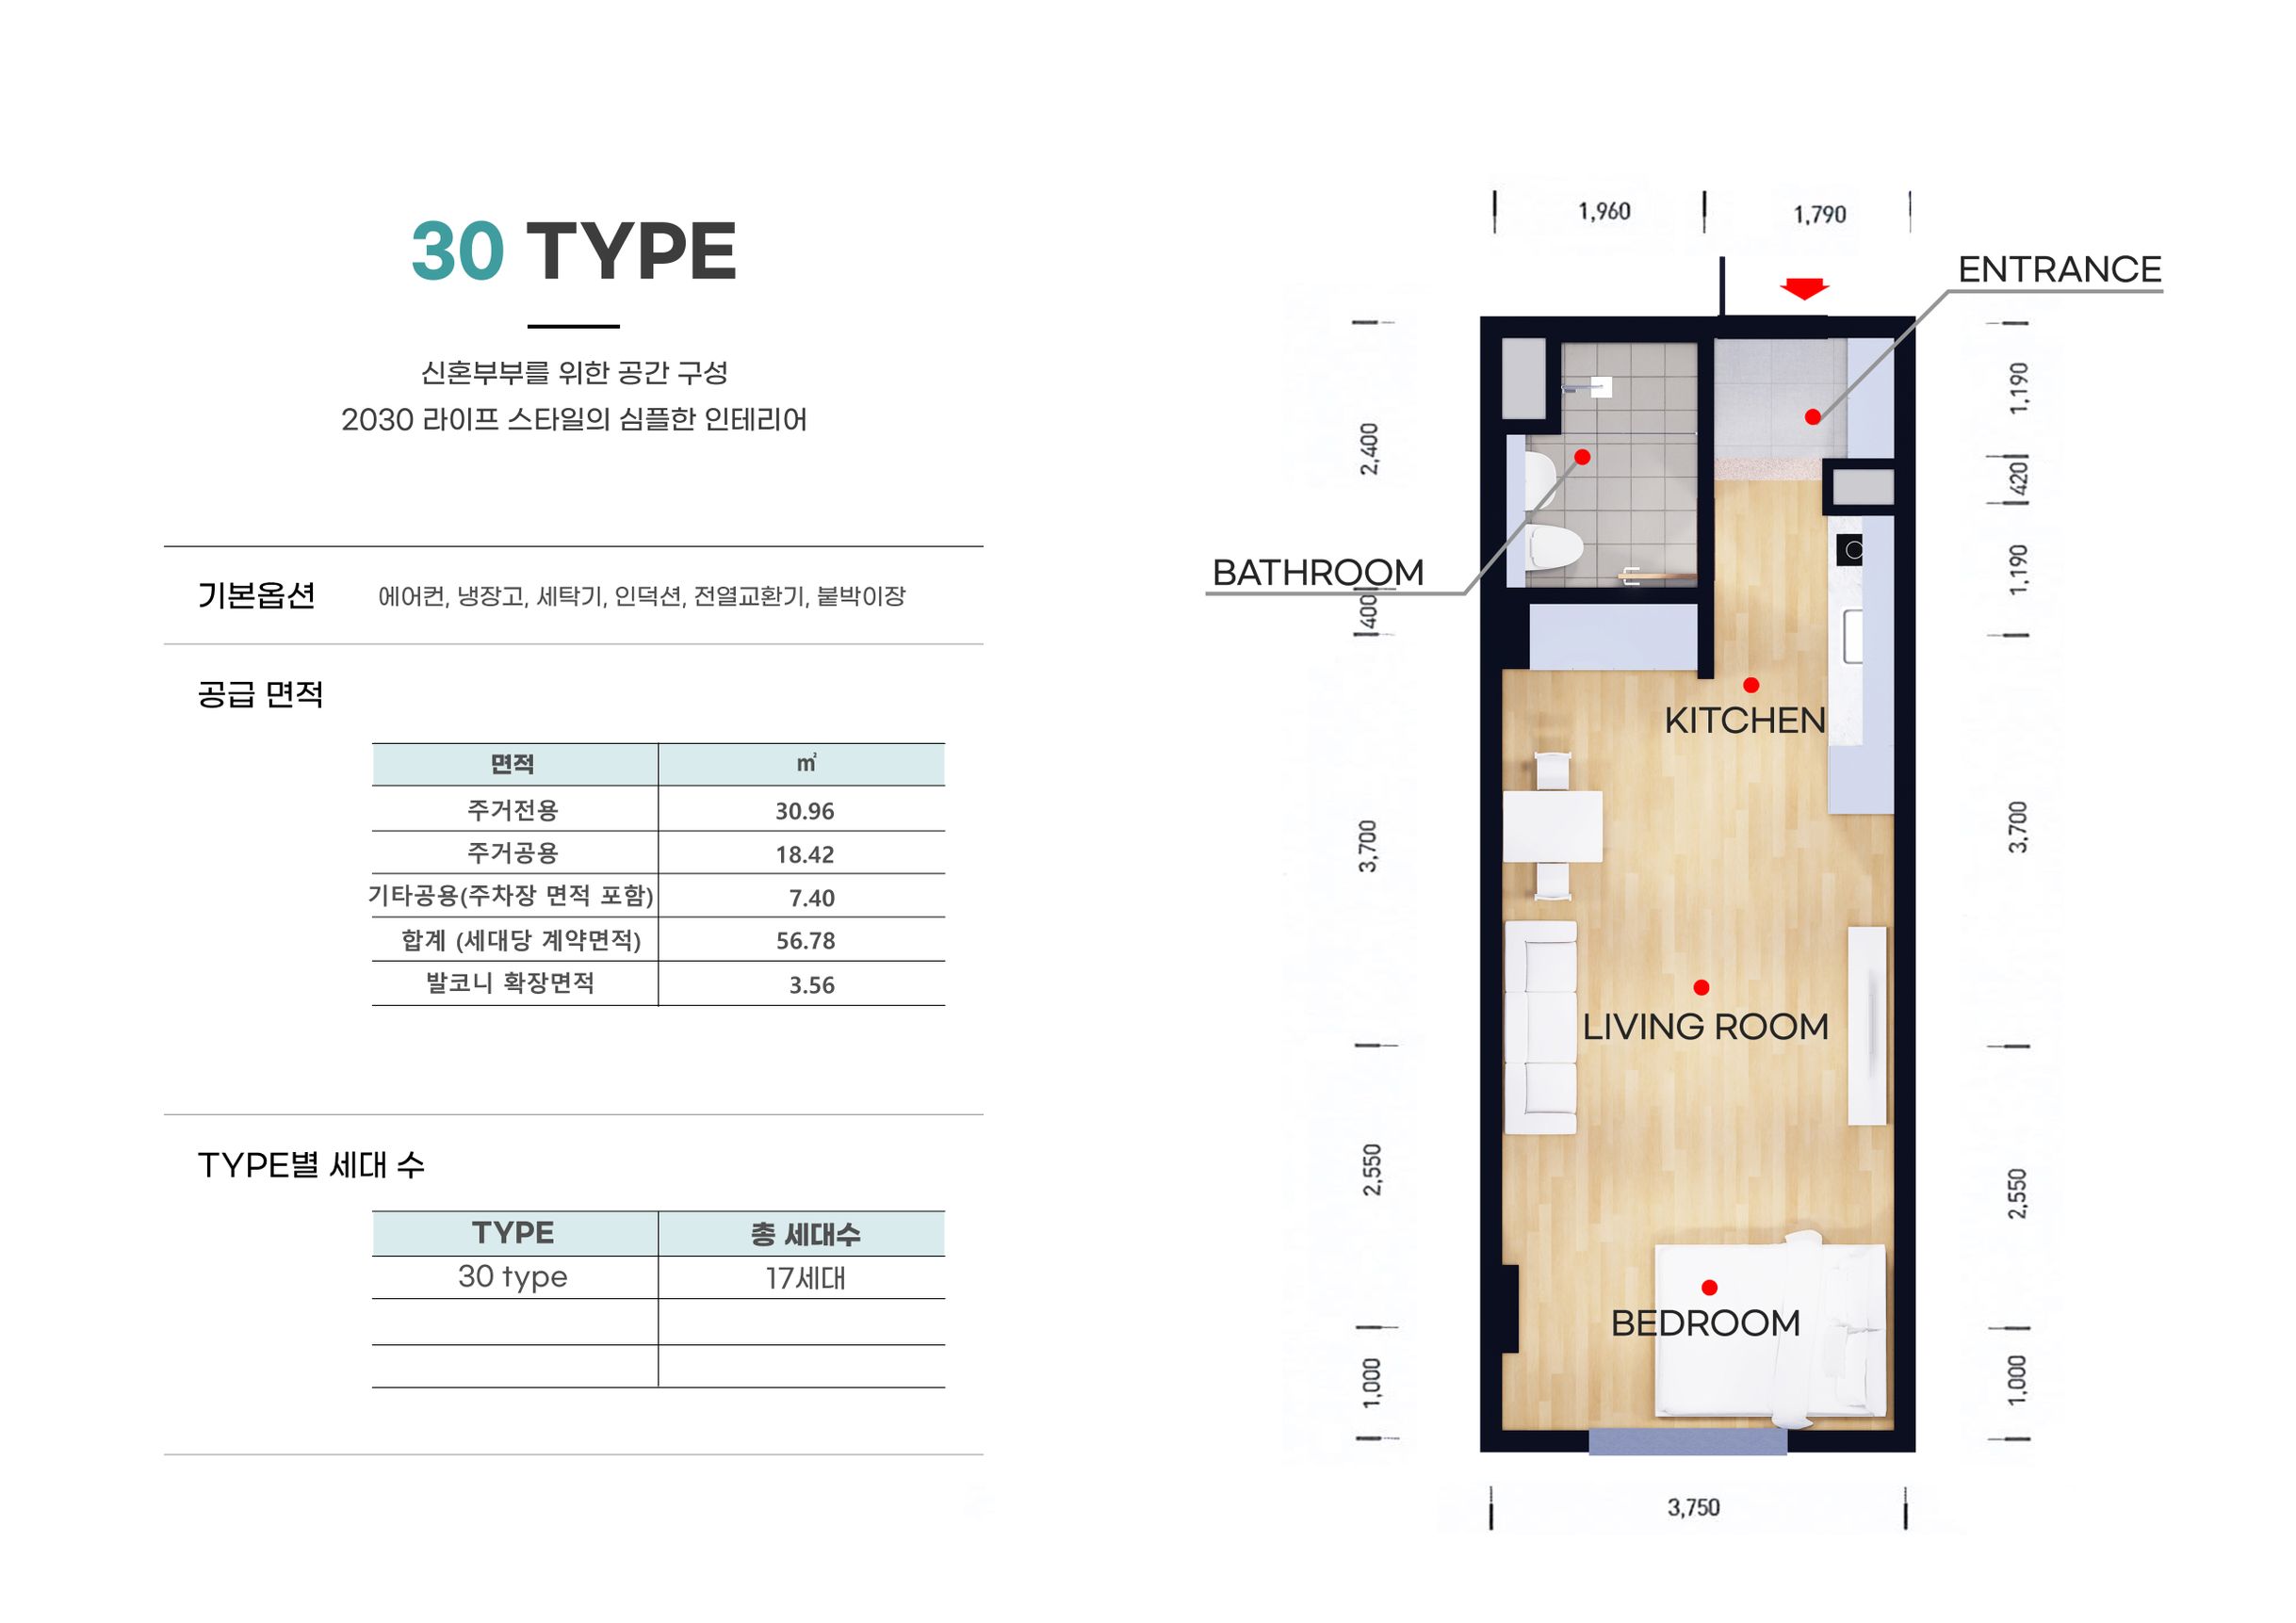 30 TYPE
신혼부부를 위한 공간 구성
2030 라이프 스타일의 심플한 인테리어
기본옵션 에어컨, 냉장고, 세탁기, 인덕션, 전열교환기, 붙박이장
공급 면적
면적 ㎡
주거전용 30.96
주거공용 18.42
기타공용(주차장 면적 포함) 7.40
합계 (세대당 계약면적) 56.78
발코니 확장면적 3.56
TYPE별 세대 수
TYPE 총 세대수
30 type 17세대
1,960 1,790
ENTRANCE
2,400
1,190
420
BATHROOM
400
1,190
KITCHEN
3,700
3,700
LIVING ROOM
2,550
2,550
BEDROOM
1,000
1,000
3,750